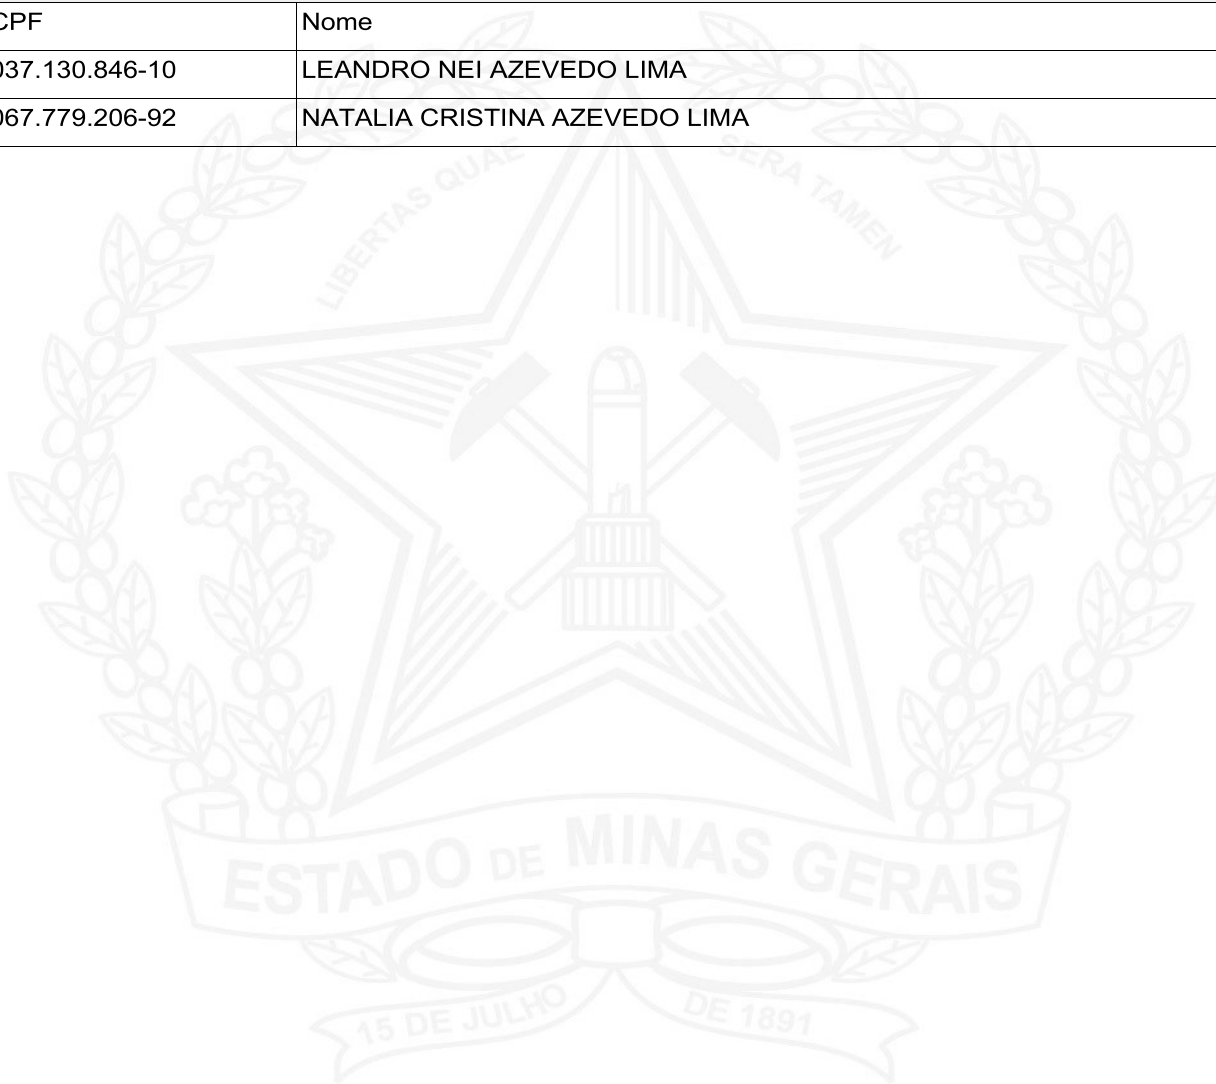 CPF Nome
037.130.846-10 LEANDRO NEI AZEVEDO LIMA
067.779.206-92 NATALIA CRISTINA AZEVEDO LIMA
LIBERTAS QUAE SERA TAMEN
ESTADO DE MINAS GERAIS
15 DE JULHO DE 1891